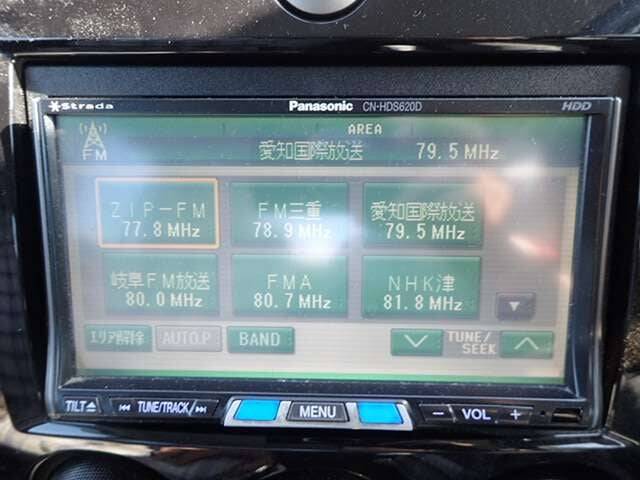 Strada Panasonic CN-HDS620D HDD
AREA
FM 愛知国際放送 79.5 MHz
ZIP-FM FM三重 愛知国際放送
77.8 MHz 78.9 MHz 79.5 MHz
岐阜FM放送 FMA NHK津
80.0 MHz 80.7 MHz 81.8 MHz
エリア解除 AUTO.P BAND TUNE/
SEEK
TILT TUNE/TRACK MENU − VOL +